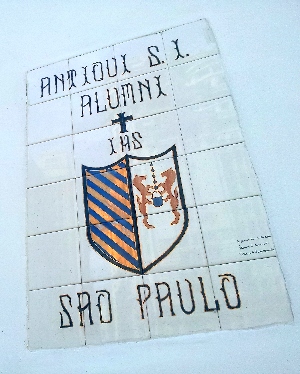 ANTIQUI S. I.
ALUMNI
IHS
SAO PAULO